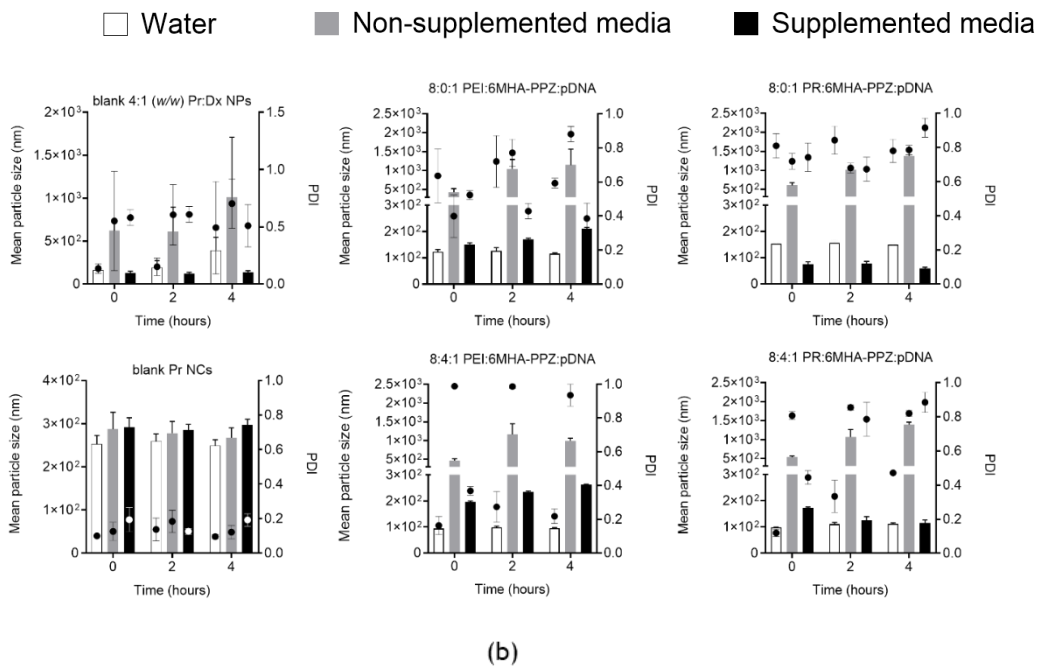 Water
Non-supplemented media
Supplemented media
blank 4:1 (w/w) Pr:Dx NPs
Mean particle size (nm)
2×10³
1.5
1×10³
1.0
1×10³
5×10²
0.5
0
0.0
PDI
0 2 4
Time (hours)
8:0:1 PEI:6MHA-PPZ:pDNA
Mean particle size (nm)
2.5×10³
2×10³
1.5×10³
1×10³
5×10²
3×10²
2×10²
1×10²
0
1.0
0.8
0.6
0.4
0.2
0.0
PDI
0 2 4
Time (hours)
8:0:1 PR:6MHA-PPZ:pDNA
Mean particle size (nm)
2.5×10³
2×10³
1.5×10³
1×10³
5×10²
3×10²
2×10²
1×10²
0
1.0
0.8
0.6
0.4
0.2
0.0
PDI
0 2 4
Time (hours)
blank Pr NCs
Mean particle size (nm)
4×10²
3×10²
2×10²
1×10²
0
1.0
0.8
0.6
0.4
0.2
0.0
PDI
0 2 4
Time (hours)
8:4:1 PEI:6MHA-PPZ:pDNA
Mean particle size (nm)
2.5×10³
2×10³
1.5×10³
1×10³
5×10²
3×10²
2×10²
1×10²
0
1.0
0.8
0.6
0.4
0.2
0.0
PDI
0 2 4
Time (hours)
8:4:1 PR:6MHA-PPZ:pDNA
Mean particle size (nm)
2.5×10³
2×10³
1.5×10³
1×10³
5×10²
3×10²
2×10²
1×10²
0
1.0
0.8
0.6
0.4
0.2
0.0
PDI
0 2 4
Time (hours)
(b)